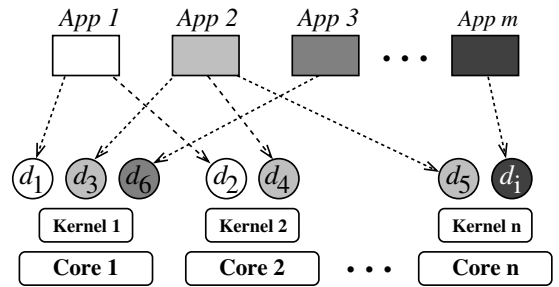 App 1 App 2 App 3 ... App m
d1 d3 d6 d2 d4 d5 di
Kernel 1 Kernel 2 Kernel n
Core 1 Core 2 ... Core n